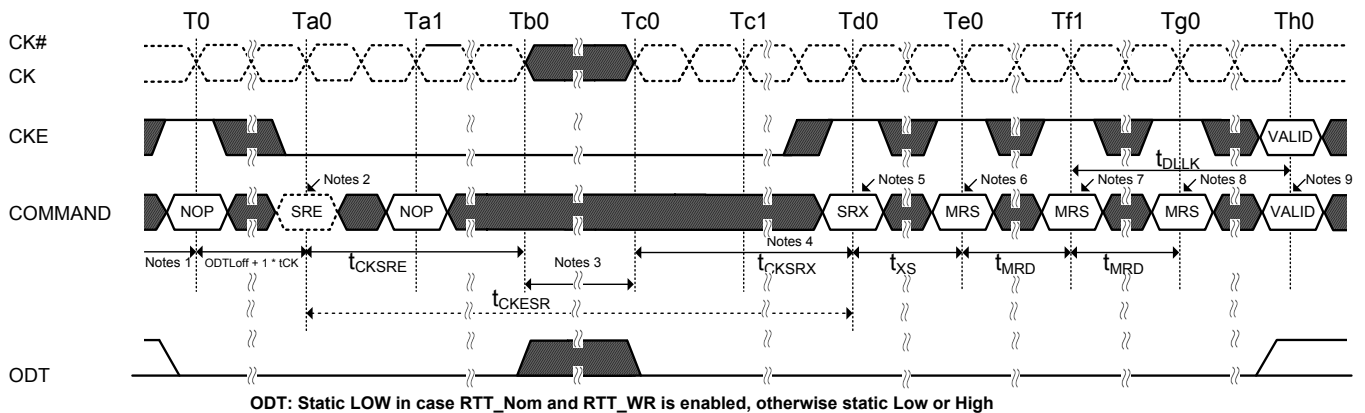 T0 Ta0 Ta1 Tb0 Tc0 Tc1 Td0 Te0 Tf1 Tg0 Th0
CK#
CK
CKE
VALID
tDLLK
Notes 2 Notes 5 Notes 6 Notes 7 Notes 8 Notes 9
COMMAND
NOP SRE NOP SRX MRS MRS MRS VALID
Notes 1 ODTLoff + 1 * tCK tCKSRE Notes 3 Notes 4 tCKSRX tXS tMRD tMRD
tCKESR
ODT
ODT: Static LOW in case RTT_Nom and RTT_WR is enabled, otherwise static Low or High